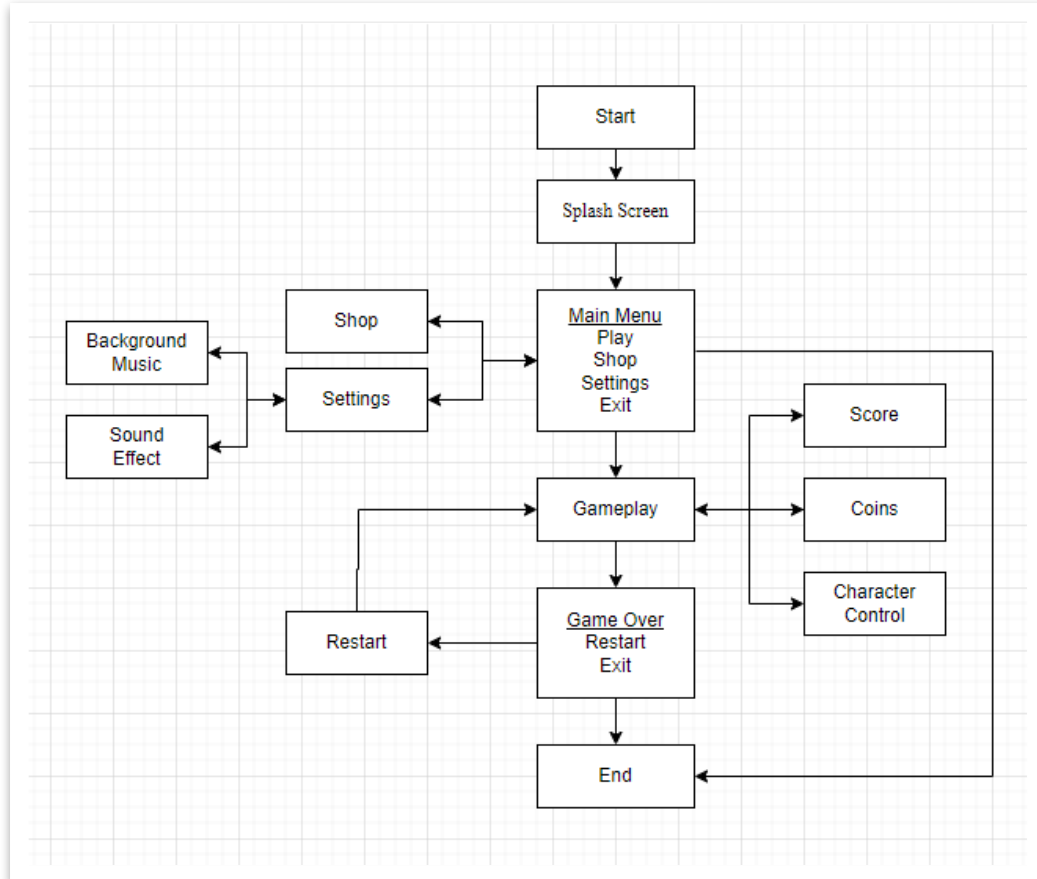 Start
Splash Screen
Main Menu
Play
Shop
Settings
Exit
Shop
Settings
Background
Music
Sound
Effect
Score
Gameplay
Coins
Character
Control
Game Over
Restart
Exit
Restart
End